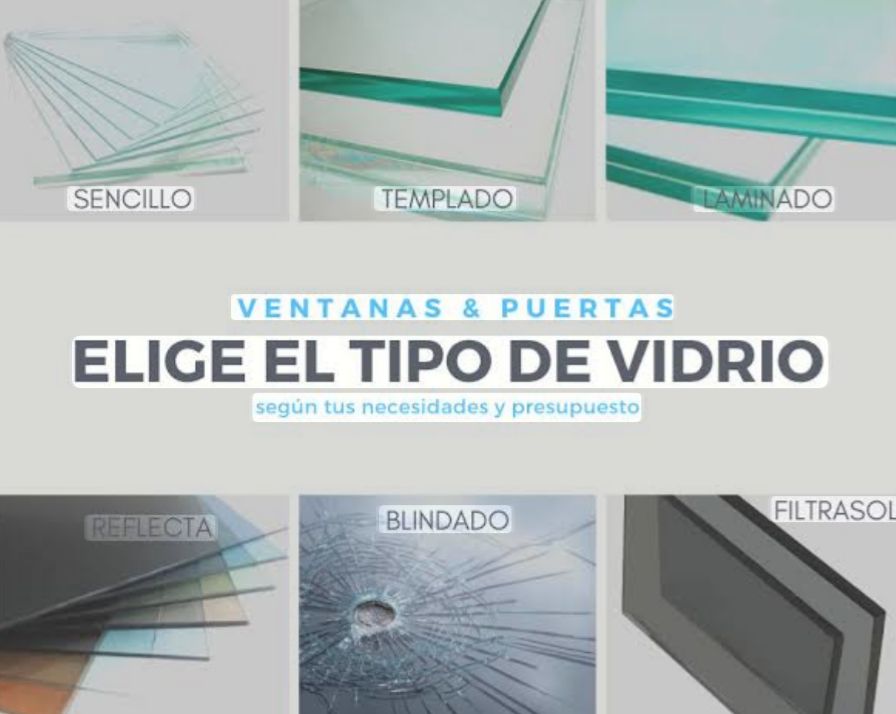 SENCILLO
TEMPLADO
LAMINADO
VENTANAS & PUERTAS
ELIGE EL TIPO DE VIDRIO
según tus necesidades y presupuesto
REFLECTA
BLINDADO
FILTRASOL